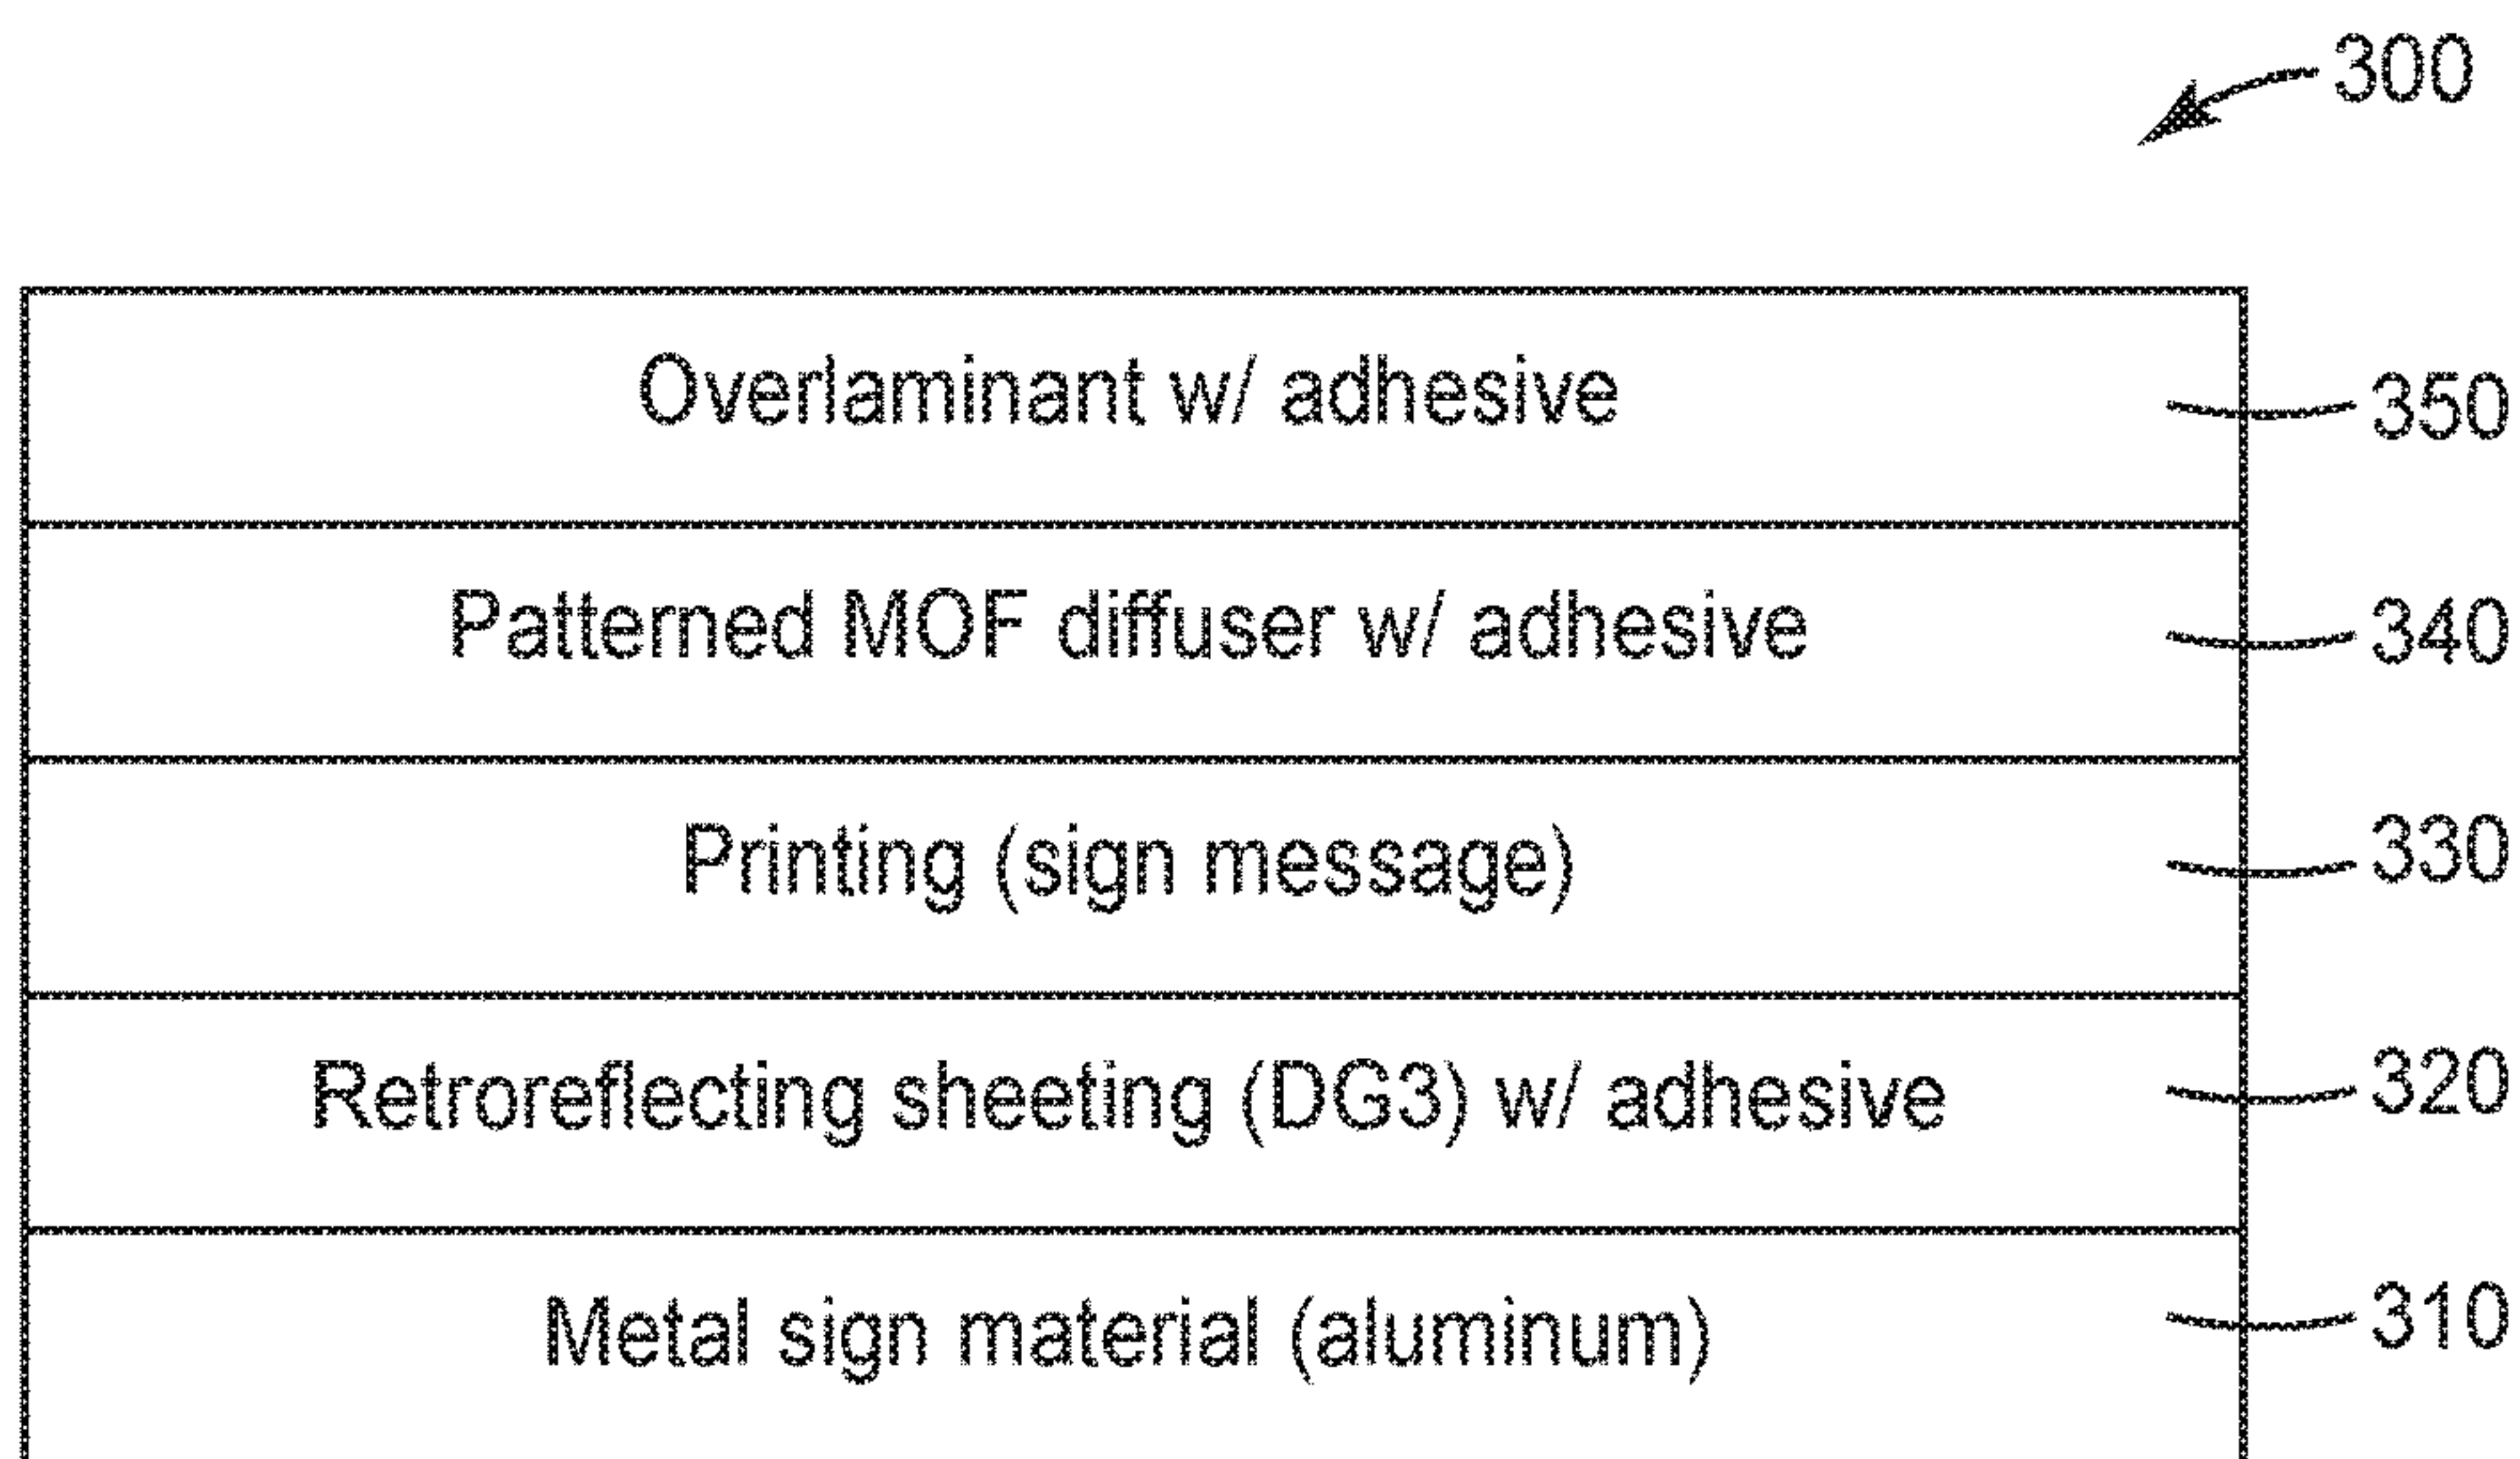 300
Overlaminant w/ adhesive 350
Patterned MOF diffuser w/ adhesive 340
Printing (sign message) 330
Retroreflecting sheeting (DG3) w/ adhesive 320
Metal sign material (aluminum) 310